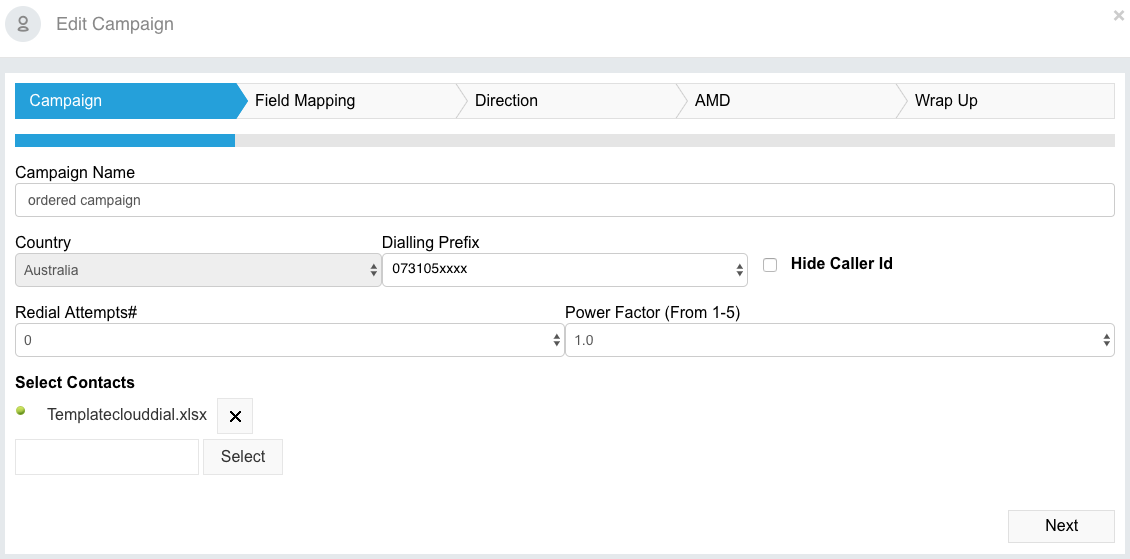 Edit Campaign
Campaign Field Mapping Direction AMD Wrap Up
Campaign Name
ordered campaign
Country Dialling Prefix
Australia 073105xxxx Hide Caller Id
Redial Attempts# Power Factor (From 1-5)
0 1.0
Select Contacts
Templateclouddial.xlsx
Select
Next